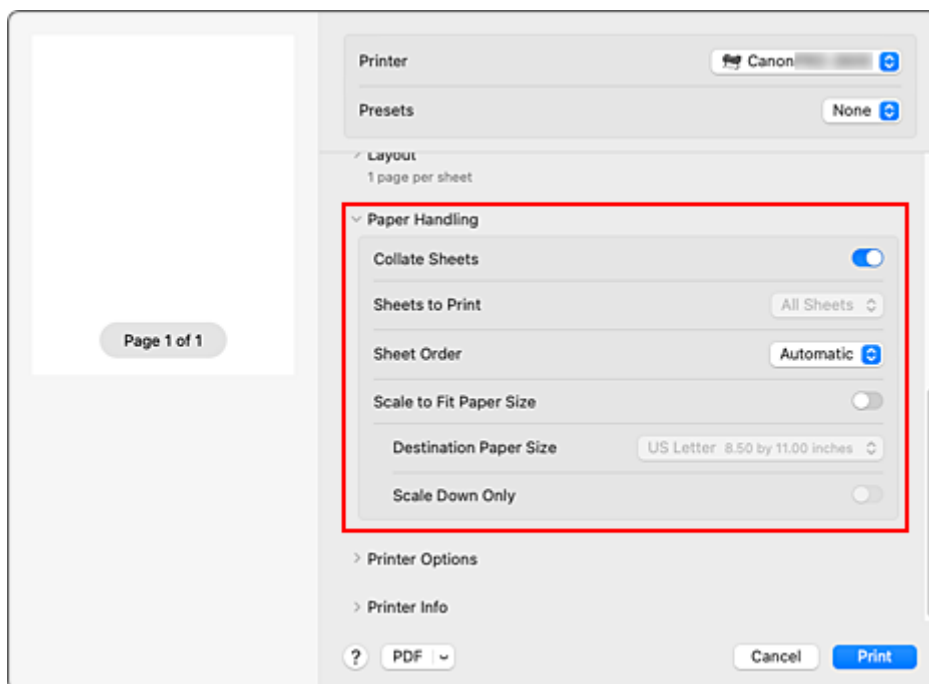 Printer
Canon
Presets
None
Layout
1 page per sheet
Paper Handling
Collate Sheets
Sheets to Print
All Sheets
Page 1 of 1
Sheet Order
Automatic
Scale to Fit Paper Size
Destination Paper Size
US Letter 8.50 by 11.00 inches
Scale Down Only
Printer Options
Printer Info
?
PDF
Cancel
Print